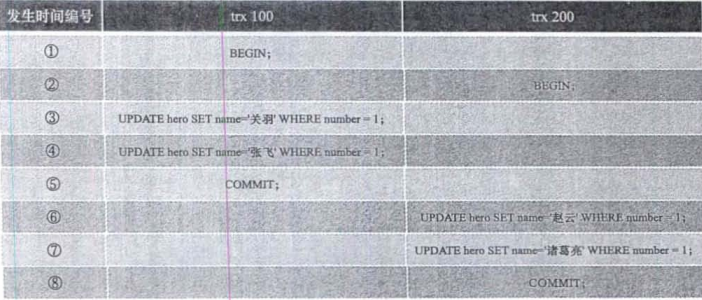 发生时间编号 trx 100 trx 200
① BEGIN;
② BEGIN;
③ UPDATE hero SET name='关羽' WHERE number = 1;
④ UPDATE hero SET name='张飞' WHERE number = 1;
⑤ COMMIT;
⑥ UPDATE hero SET name='赵云' WHERE number = 1;
⑦ UPDATE hero SET name='诸葛亮' WHERE number = 1;
⑧ COMMIT;